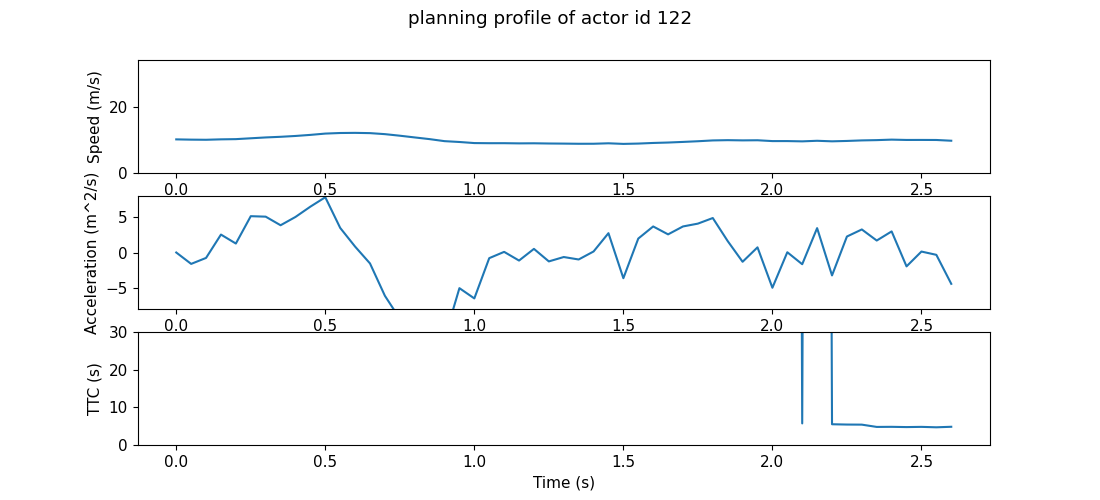 planning profile of actor id 122
Speed (m/s)
20
0
0.0 0.5 1.0 1.5 2.0 2.5
Acceleration (m^2/s)
5
0
−5
0.0 0.5 1.0 1.5 2.0 2.5
TTC (s)
30
20
10
0
0.0 0.5 1.0 1.5 2.0 2.5
Time (s)